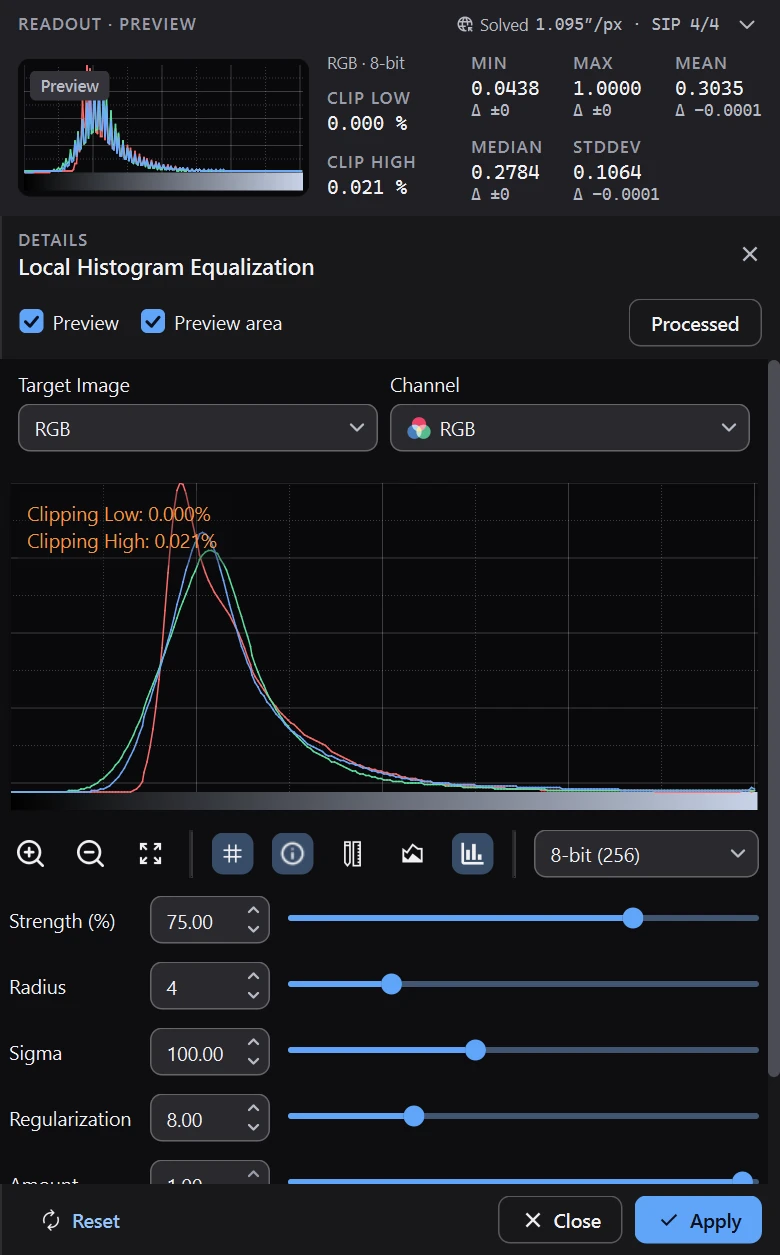 READOUT · PREVIEW
Solved 1.095″/px · SIP 4/4
Preview
RGB · 8-bit
CLIP LOW
0.000 %
CLIP HIGH
0.021 %
MIN MAX MEAN
0.0438 1.0000 0.3035
Δ ±0 Δ ±0 Δ −0.0001
MEDIAN STDDEV
0.2784 0.1064
Δ ±0 Δ −0.0001
DETAILS
Local Histogram Equalization
Preview Preview area Processed
Target Image Channel
RGB RGB
Clipping Low: 0.000%
Clipping High: 0.021%
8-bit (256)
Strength (%) 75.00
Radius 4
Sigma 100.00
Regularization 8.00
Amount 1.00
Reset Close Apply